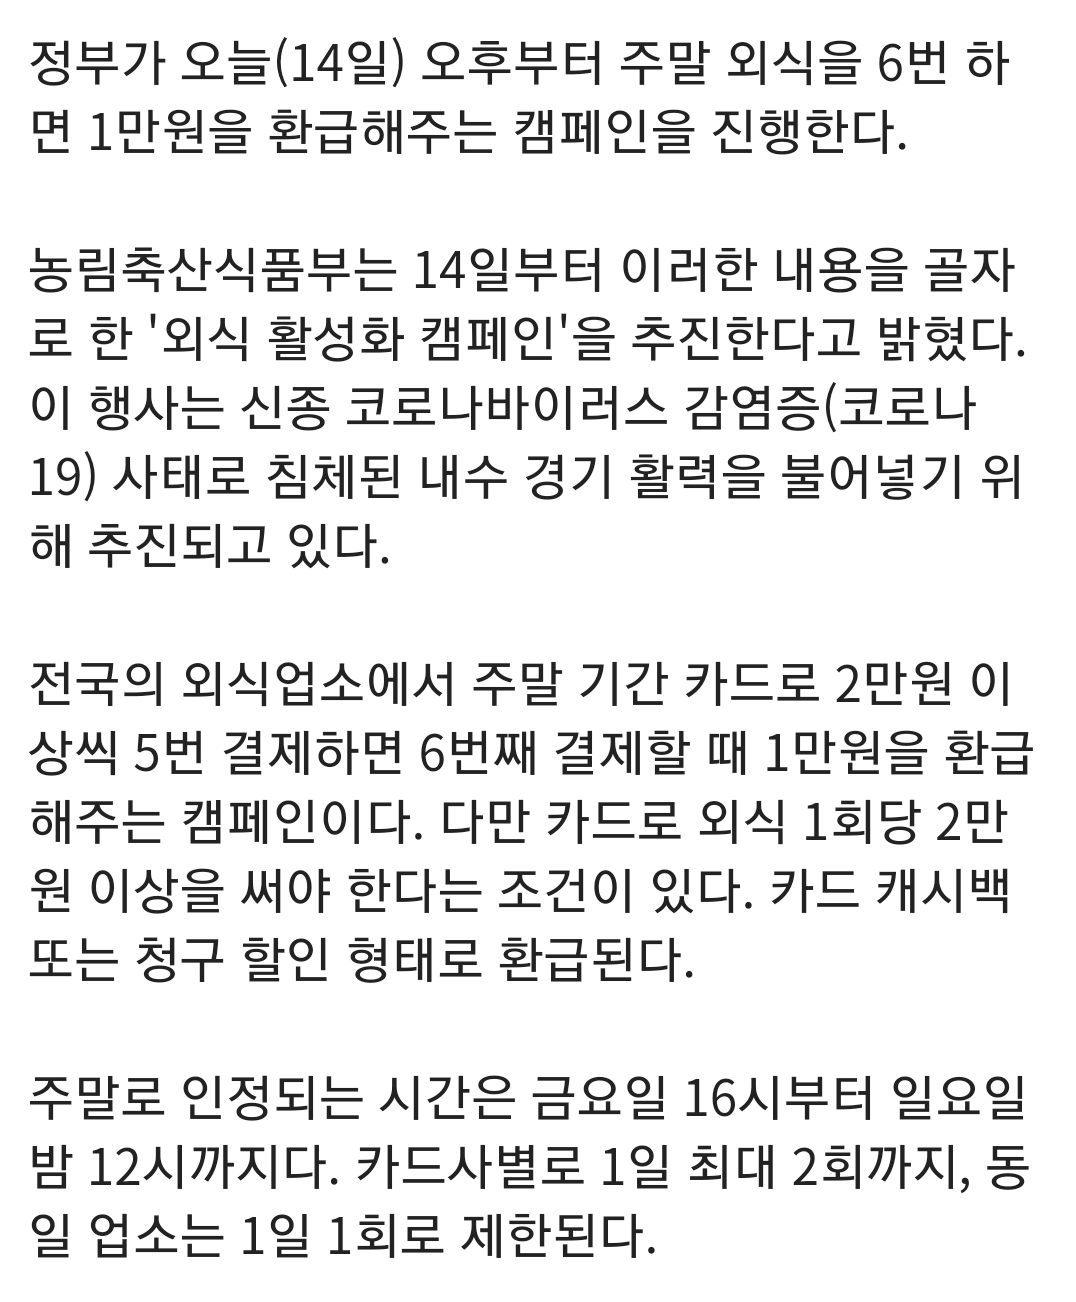 정부가 오늘(14일) 오후부터 주말 외식을 6번 하
면 1만원을 환급해주는 캠페인을 진행한다.
농림축산식품부는 14일부터 이러한 내용을 골자
로 한 '외식 활성화 캠페인'을 추진한다고 밝혔다.
이 행사는 신종 코로나바이러스 감염증(코로나
19) 사태로 침체된 내수 경기 활력을 불어넣기 위
해 추진되고 있다.
전국의 외식업소에서 주말 기간 카드로 2만원 이
상씩 5번 결제하면 6번째 결제할 때 1만원을 환급
해주는 캠페인이다. 다만 카드로 외식 1회당 2만
원 이상을 써야 한다는 조건이 있다. 카드 캐시백
또는 청구 할인 형태로 환급된다.
주말로 인정되는 시간은 금요일 16시부터 일요일
밤 12시까지다. 카드사별로 1일 최대 2회까지, 동
일 업소는 1일 1회로 제한된다.